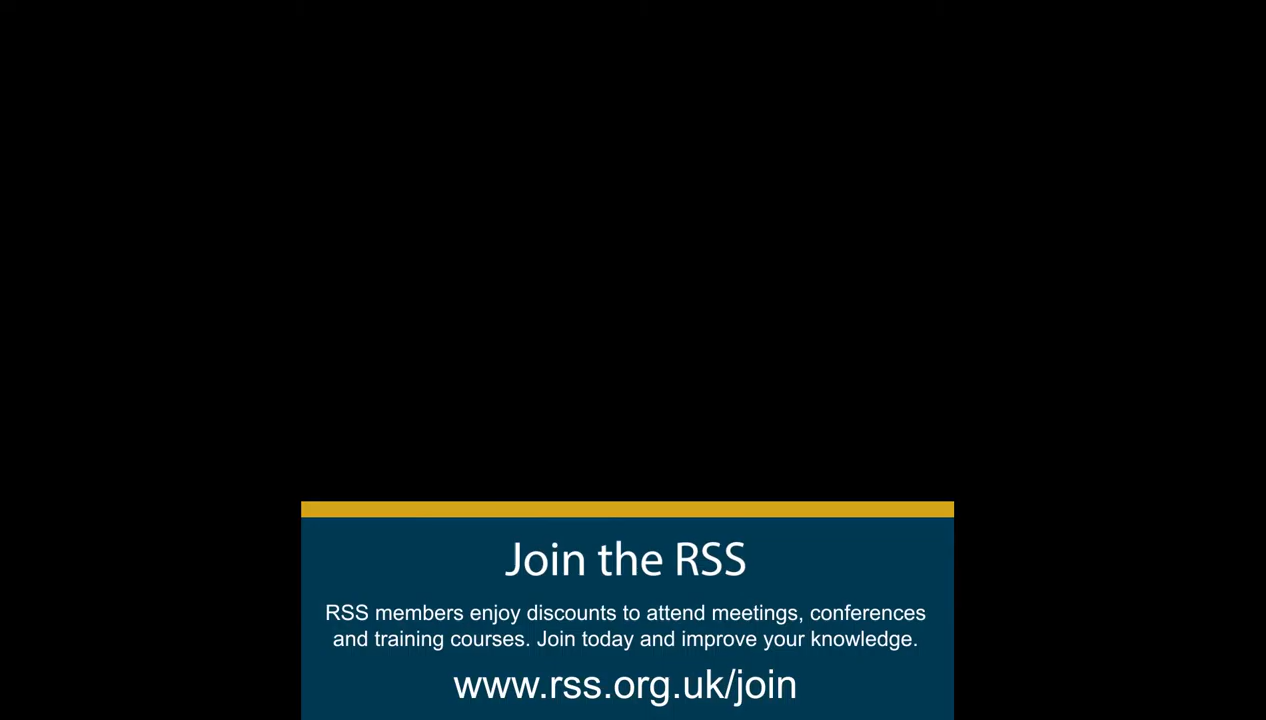 Join the RSS
RSS members enjoy discounts to attend meetings, conferences
and training courses. Join today and improve your knowledge.
www.rss.org.uk/join